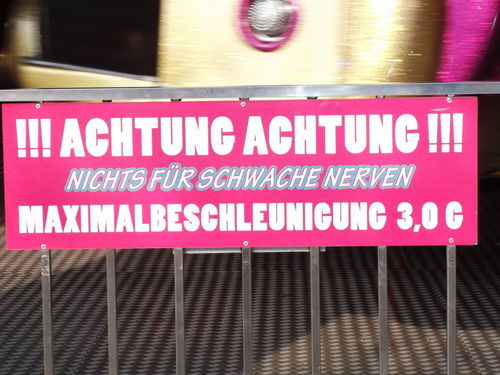 !!! ACHTUNG ACHTUNG !!!
NICHTS FÜR SCHWACHE NERVEN
MAXIMALBESCHLEUNIGUNG 3,0 G